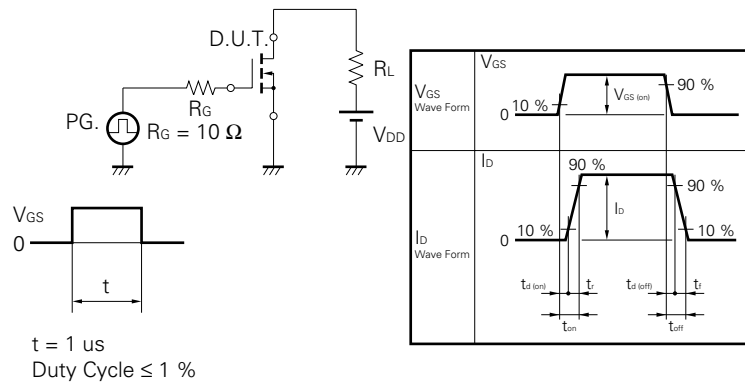 D.U.T.
RL
RG
PG.
RG = 10 Ω
VDD
VGS
0
t
t = 1 us
Duty Cycle ≤ 1 %
VGS
Wave Form
VGS
10 %
VGS (on)
90 %
0
ID
Wave Form
ID
90 %
90 %
ID
10 %
10 %
0
td (on)
tr
td (off)
tf
ton
toff